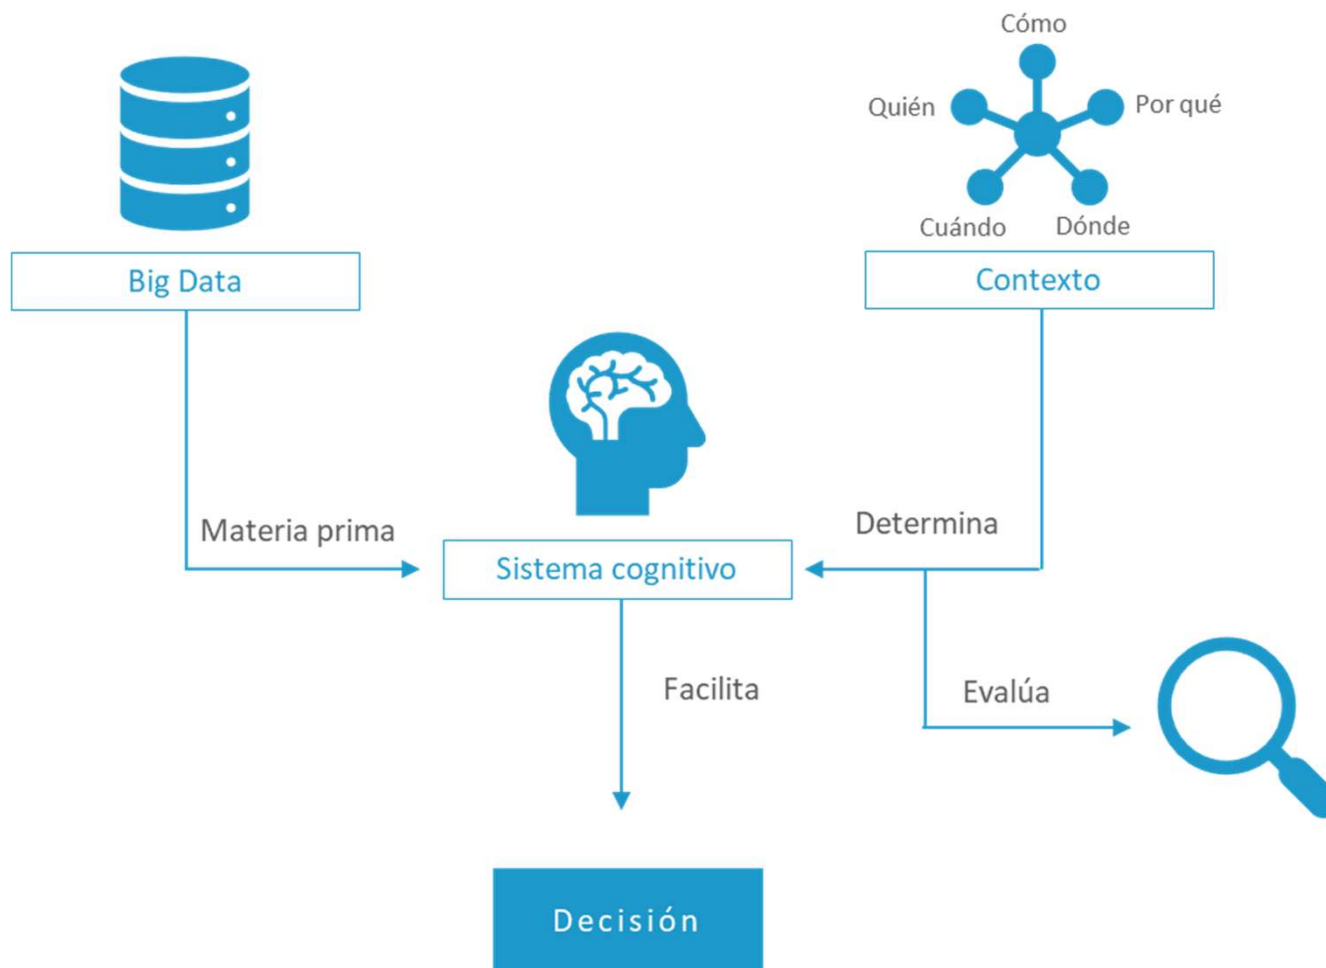 Cómo
Quién
Por qué
Cuándo
Dónde
Big Data
Contexto
Materia prima
Determina
Sistema cognitivo
Facilita
Evalúa
Decisión